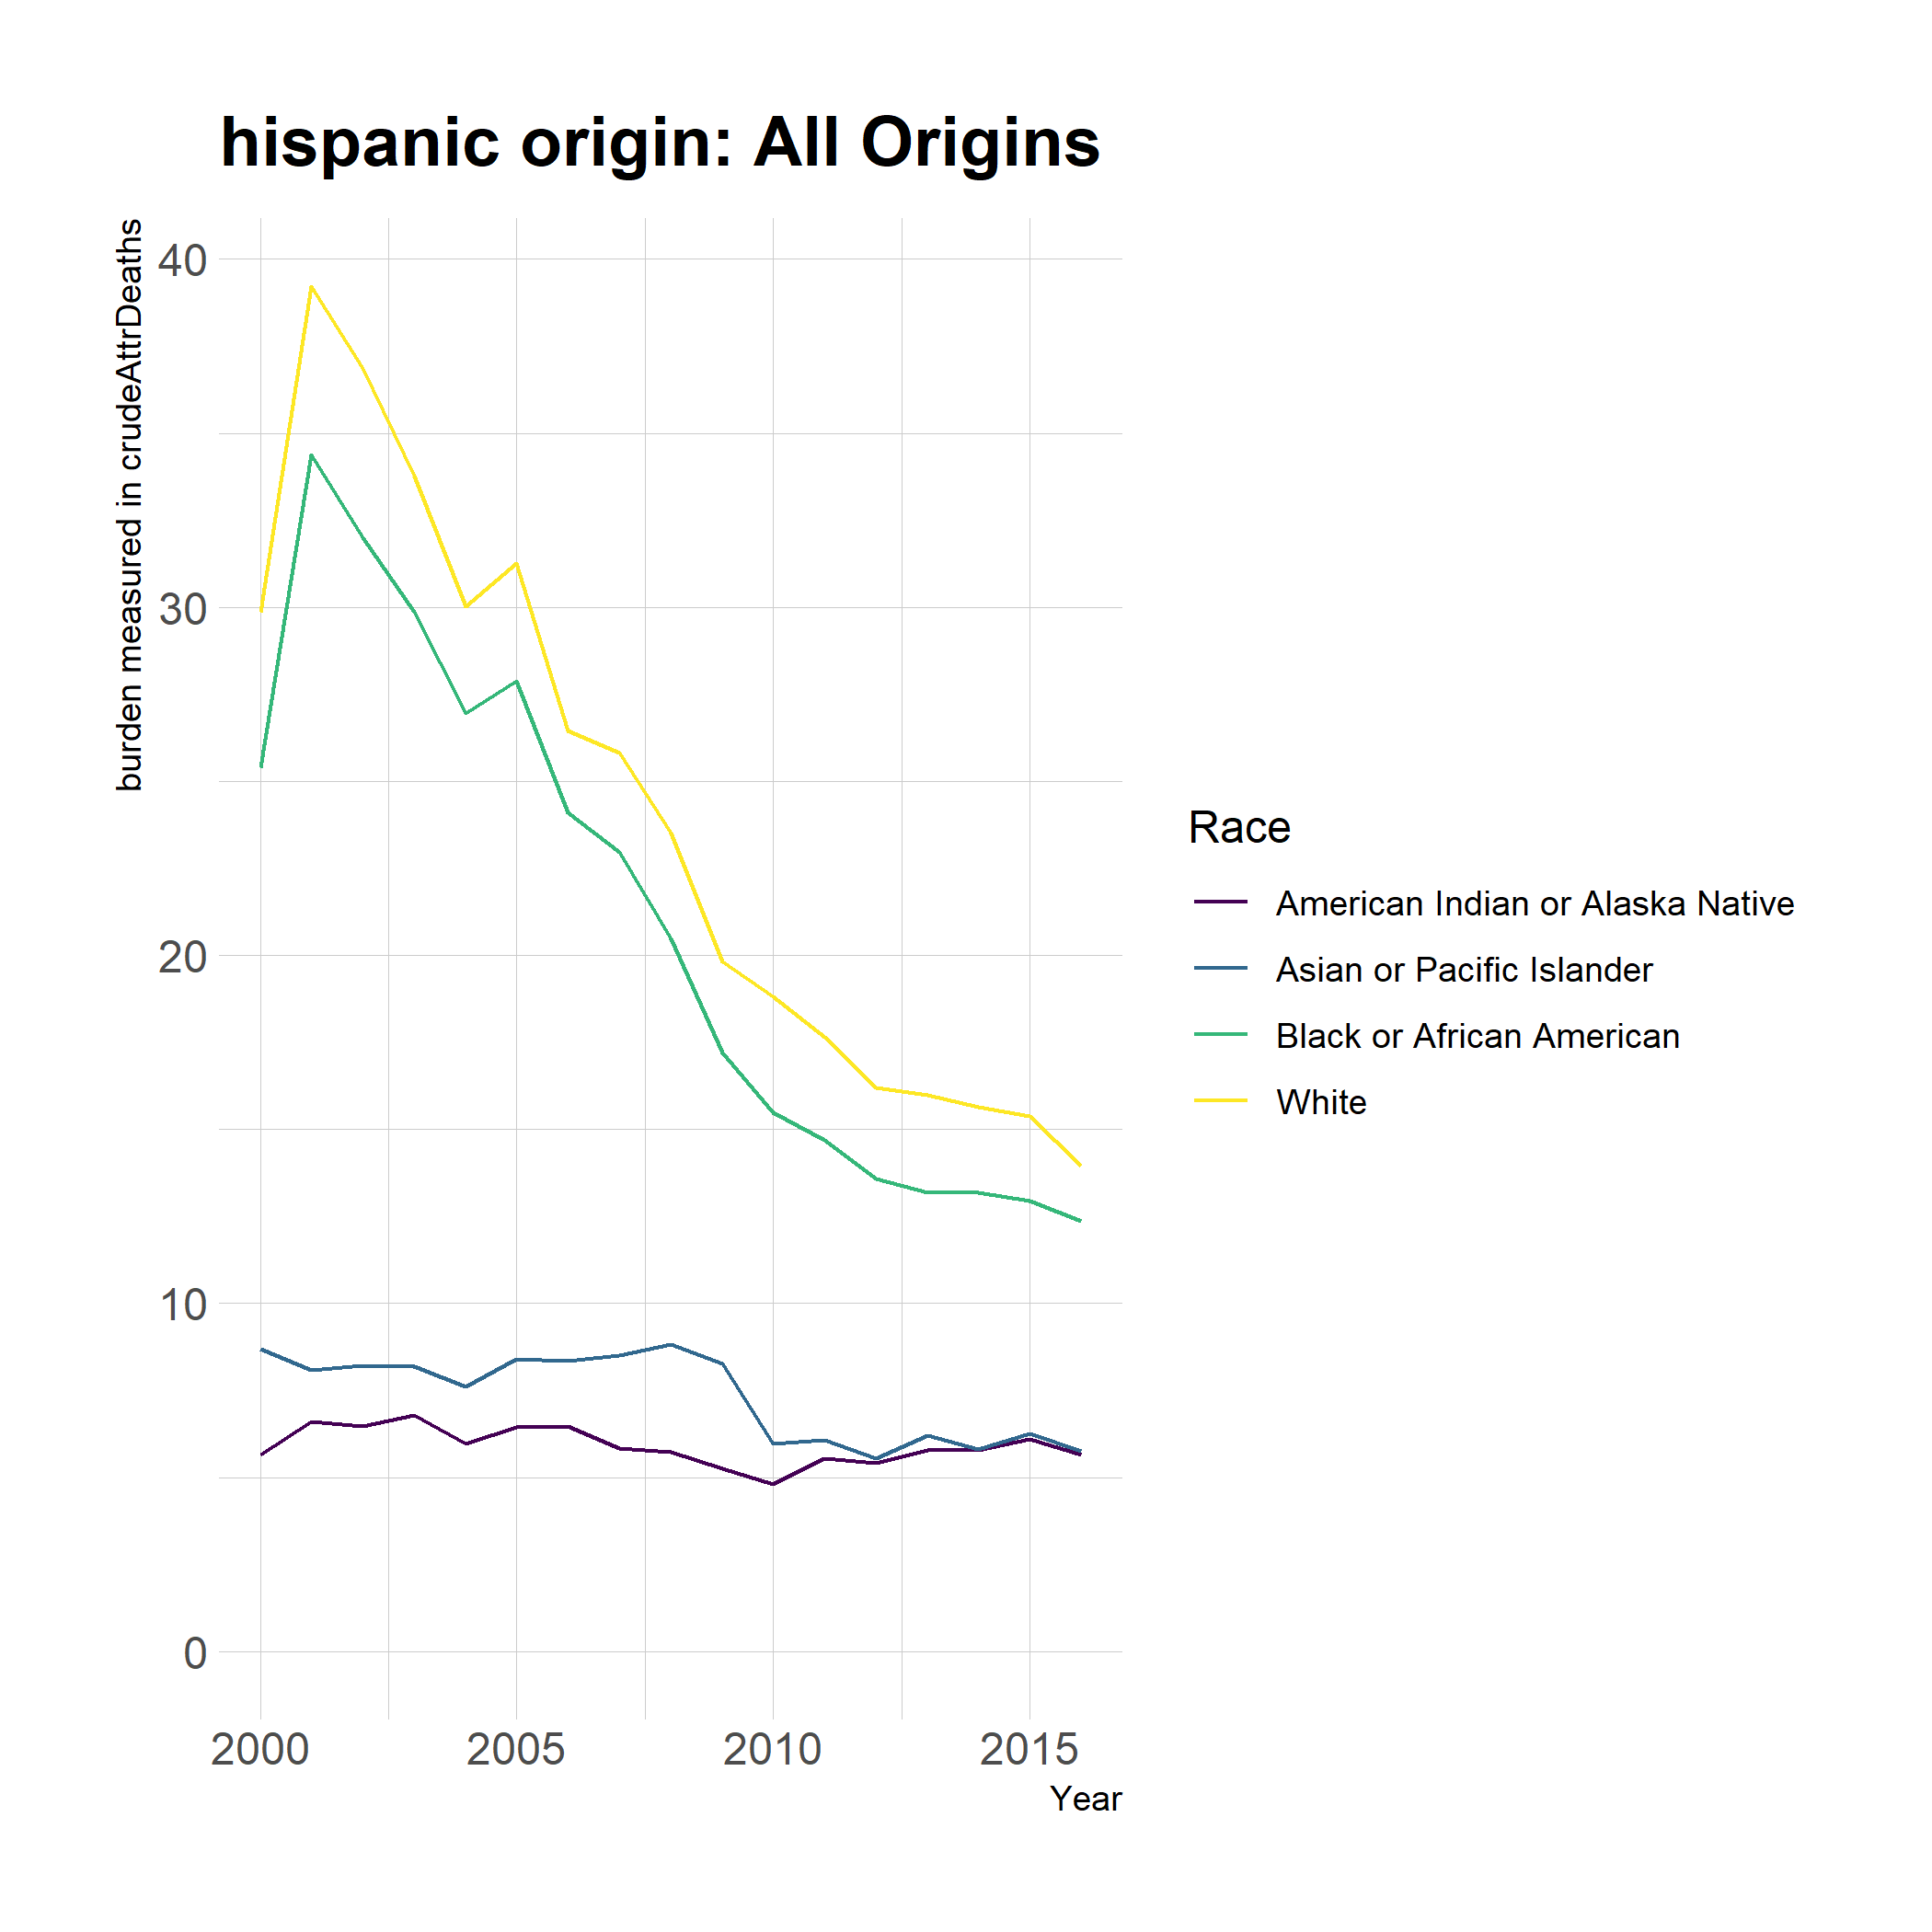 hispanic origin: All Origins
burden measured in crudeAttrDeaths
40
30
20
10
0
2000 2005 2010 2015
Year
Race
American Indian or Alaska Native
Asian or Pacific Islander
Black or African American
White